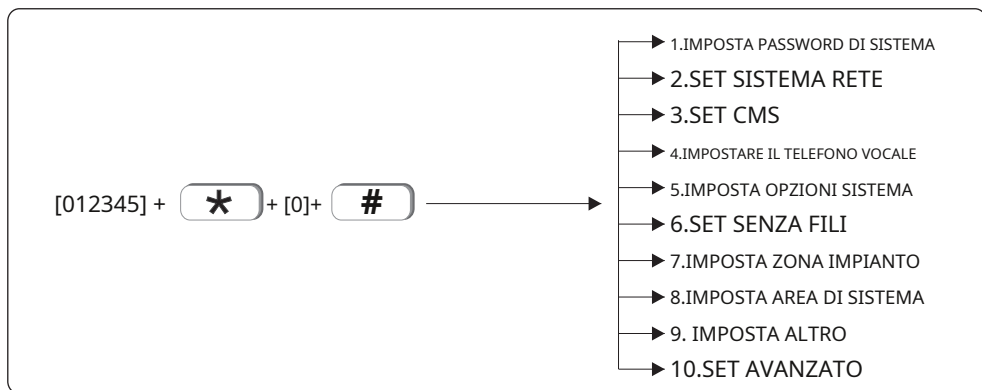 1.IMPOSTA PASSWORD DI SISTEMA
2.SET SISTEMA RETE
3.SET CMS
4.IMPOSTARE IL TELEFONO VOCALE
[012345] + * + [0]+ #
5.IMPOSTA OPZIONI SISTEMA
6.SET SENZA FILI
7.IMPOSTA ZONA IMPIANTO
8.IMPOSTA AREA DI SISTEMA
9. IMPOSTA ALTRO
10.SET AVANZATO